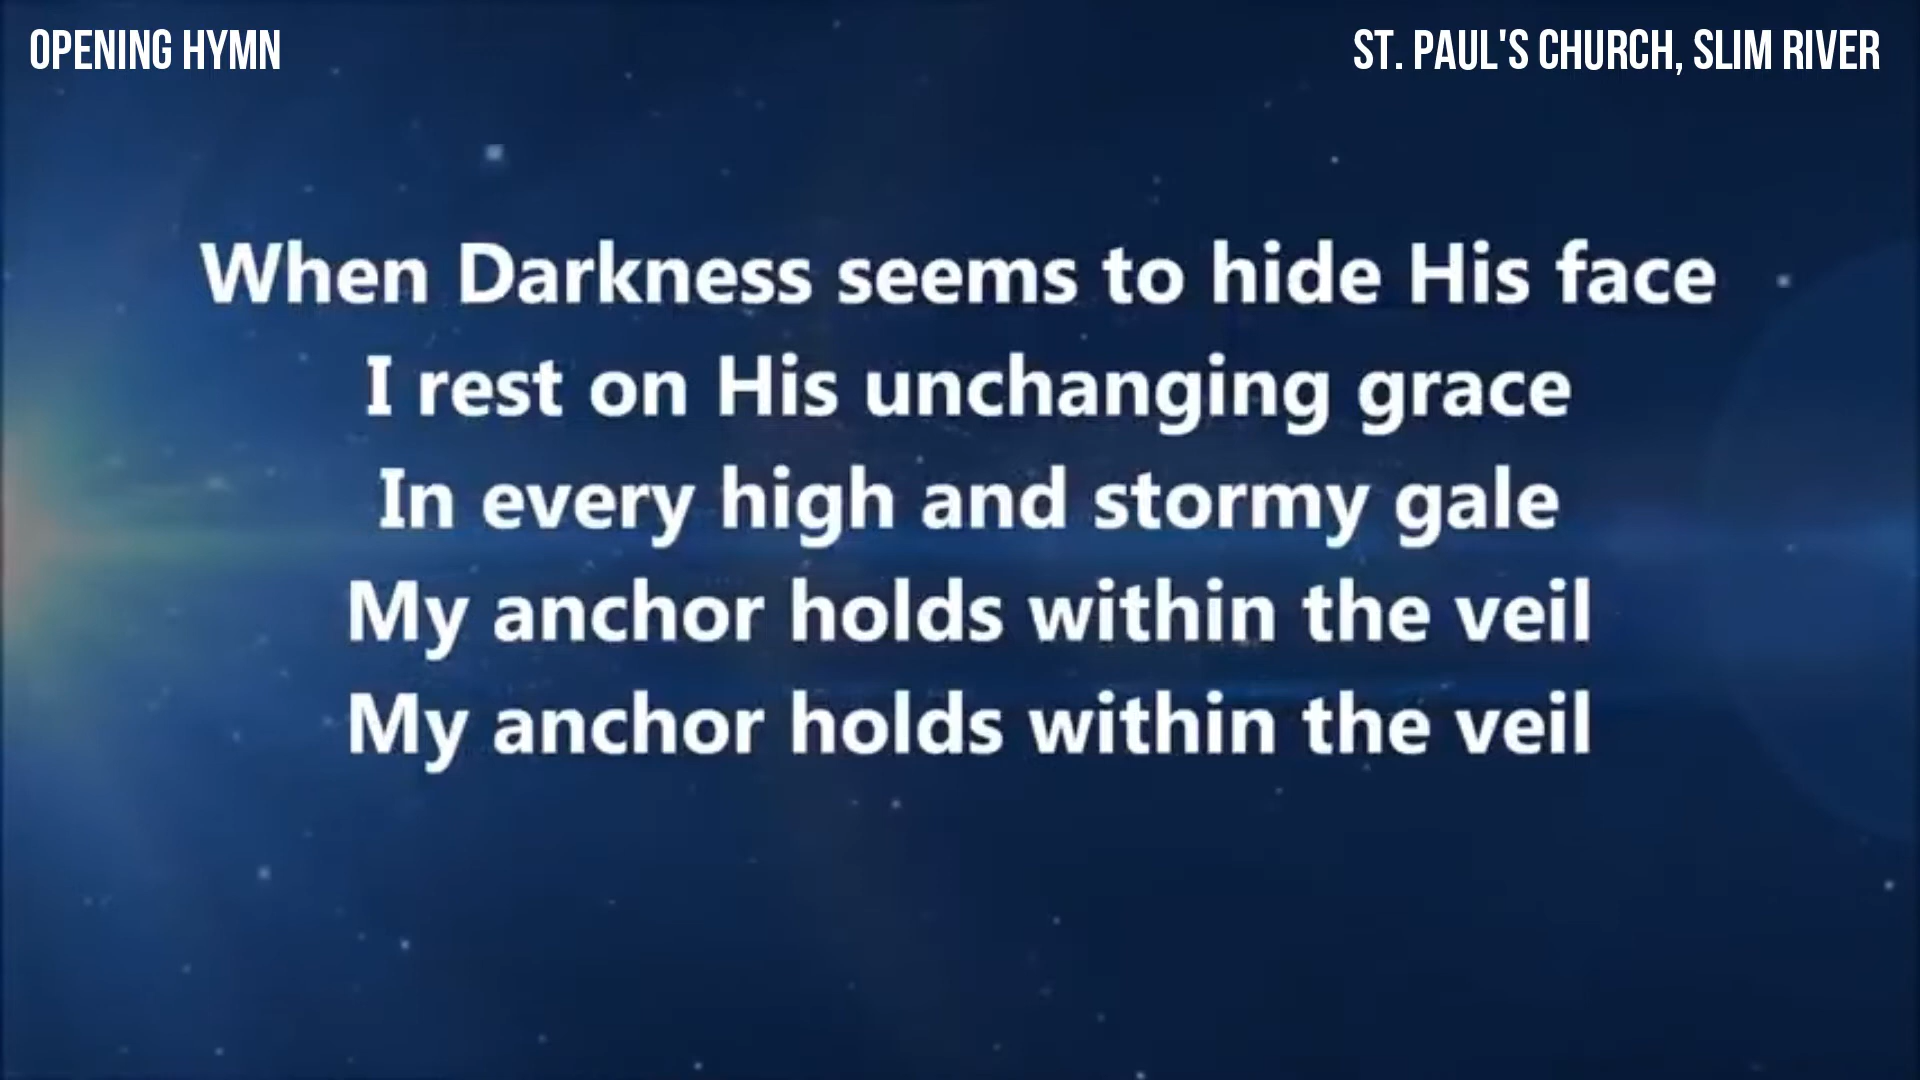 OPENING HYMN
ST. PAUL'S CHURCH, SLIM RIVER
When Darkness seems to hide His face
I rest on His unchanging grace
In every high and stormy gale
My anchor holds within the veil
My anchor holds within the veil